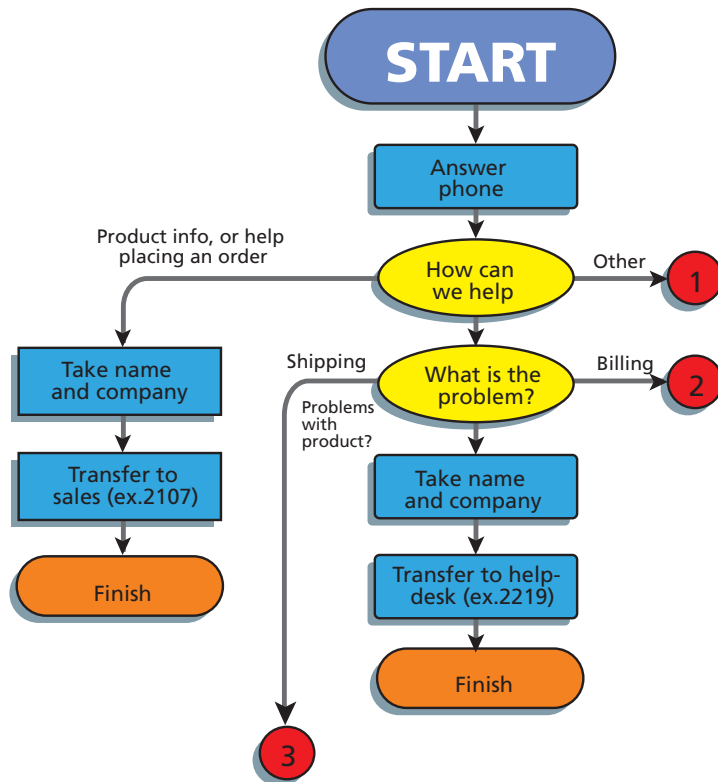 START
Answer
phone
Product info, or help
placing an order
How can
we help
Other
1
Take name
and company
Shipping
What is the
problem?
Billing
2
Problems
with
product?
Transfer to
sales (ex.2107)
Take name
and company
Finish
Transfer to help-
desk (ex.2219)
Finish
3